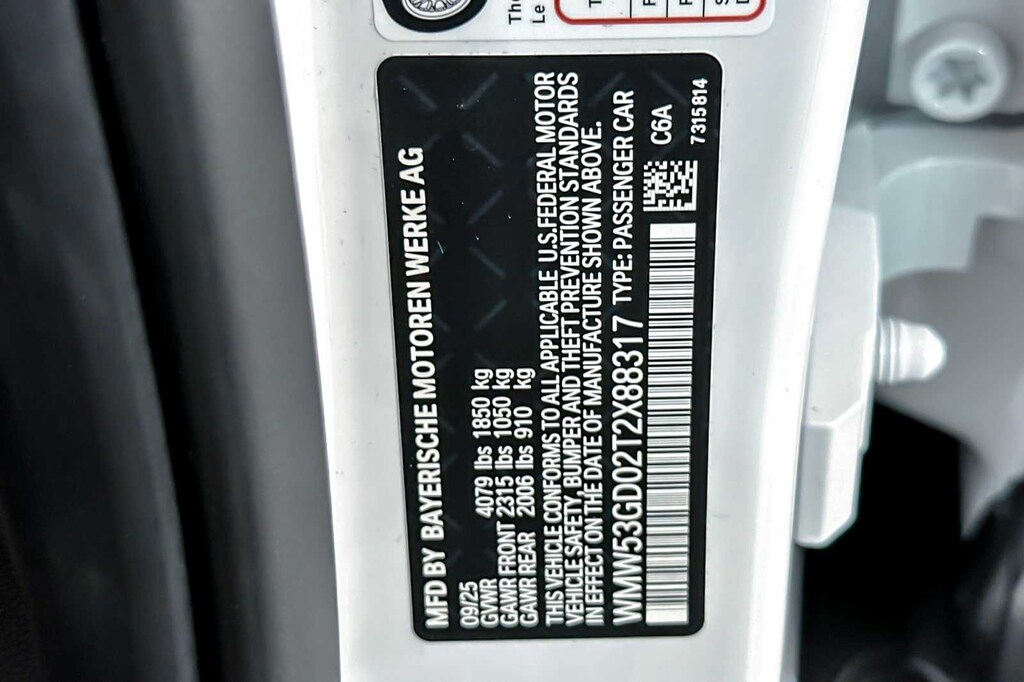 The
Le
MFD BY BAYERISCHE MOTOREN WERKE AG
09/25
GVWR 4079 lbs 1850 kg
GAWR FRONT 2315 lbs 1050 kg
GAWR REAR 2006 lbs 910 kg
THIS VEHICLE CONFORMS TO ALL APPLICABLE U.S.FEDERAL MOTOR
VEHICLE SAFETY, BUMPER AND THEFT PREVENTION STANDARDS
IN EFFECT ON THE DATE OF MANUFACTURE SHOWN ABOVE.
WMW53GD02T2X88317 TYPE: PASSENGER CAR
C6A
7315814